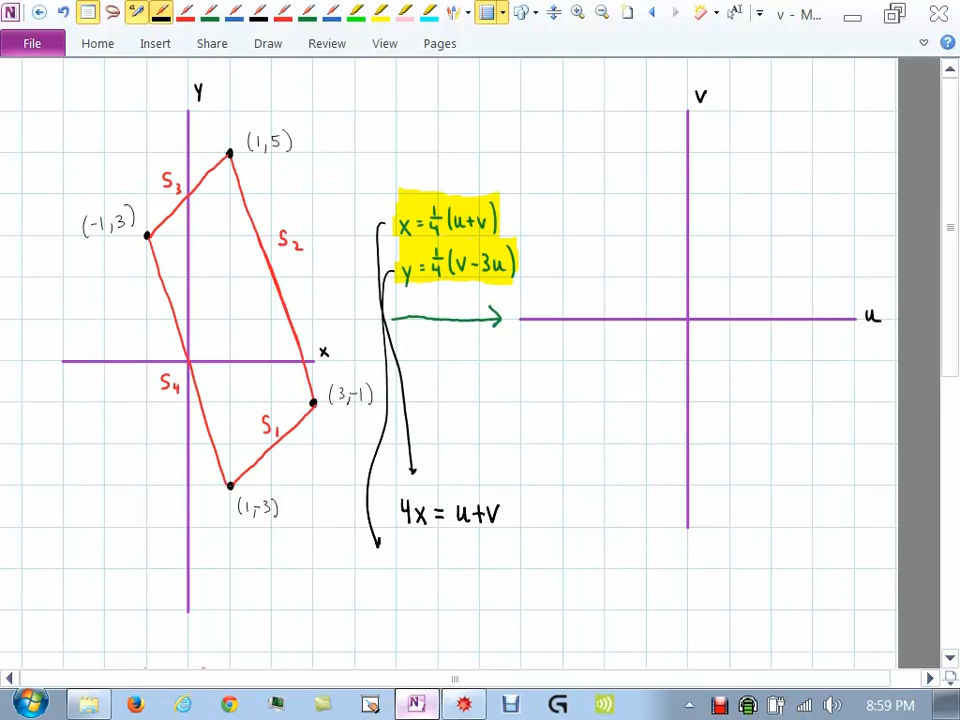 v - M...
File
Home
Insert
Share
Draw
Review
View
Pages
y
(1,5)
S3
(-1,3)
S2
x
S4
(3,-1)
S1
(1,-3)
x = 1/4 (u+v)
y = 1/4 (v-3u)
4x = u+v
v
u
8:59 PM